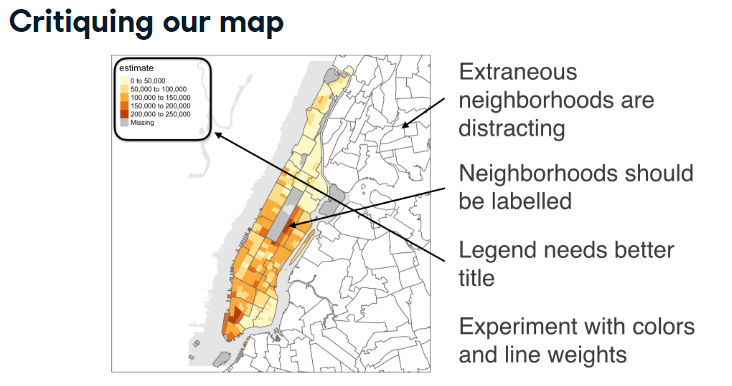 Critiquing our map
estimate
0 to 50,000
50,000 to 100,000
100,000 to 150,000
150,000 to 200,000
200,000 to 250,000
Missing
Extraneous
neighborhoods are
distracting
Neighborhoods should
be labelled
Legend needs better
title
Experiment with colors
and line weights